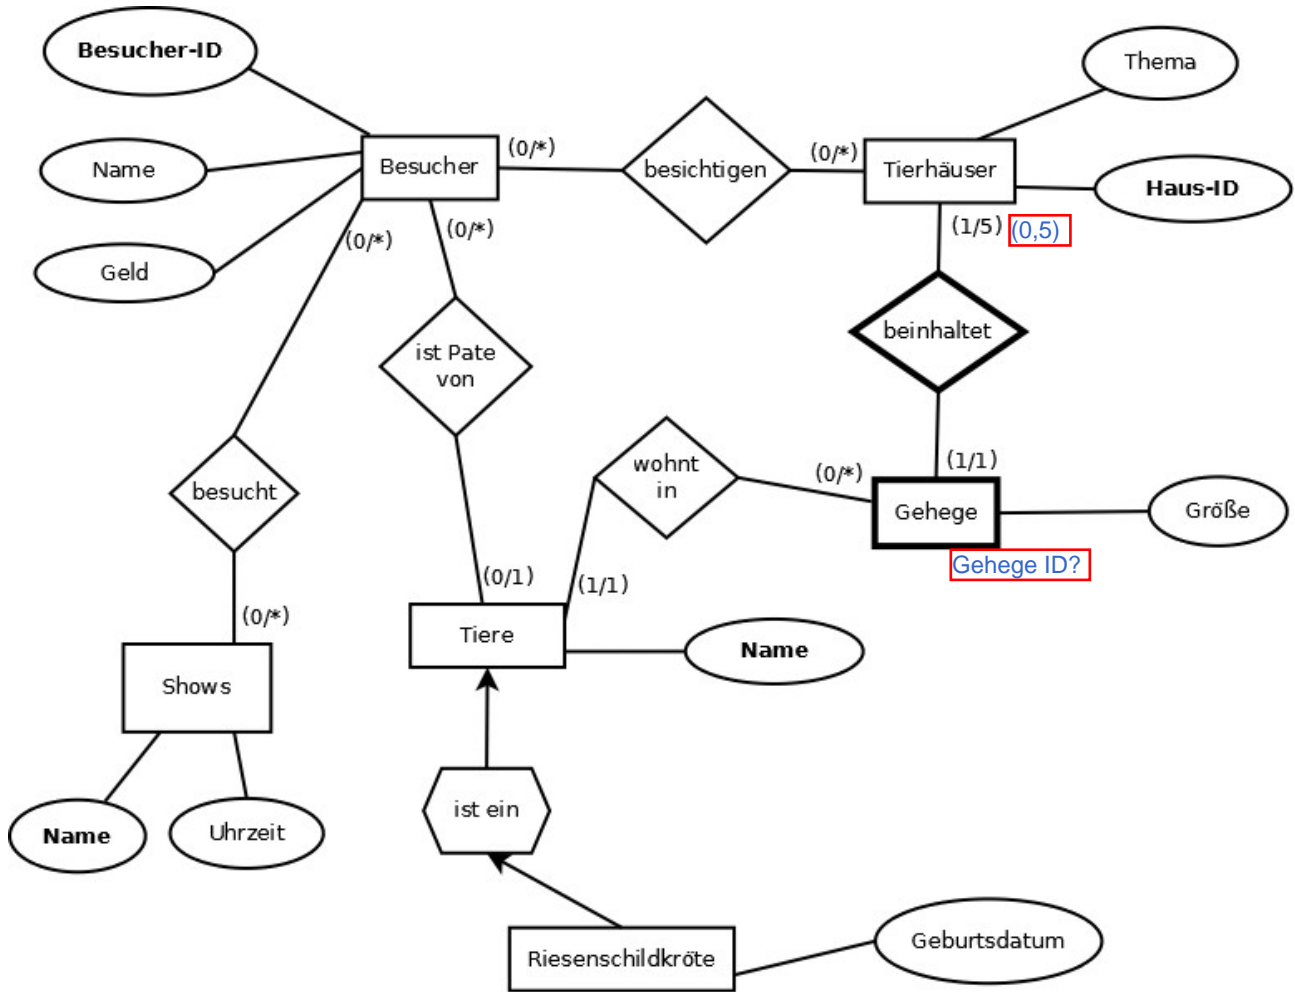 Besucher-ID
Thema
Name
Besucher
(0/*)
besichtigen
(0/*)
Tierhäuser
Haus-ID
Geld
(0/*)
(0/*)
(1/5)
(0,5)
ist Pate
von
beinhaltet
besucht
wohnt
in
(0/*)
(1/1)
Gehege
Größe
Gehege ID?
(0/1)
(1/1)
(0/*)
Tiere
Name
Shows
Name
Uhrzeit
ist ein
Riesenschildkröte
Geburtsdatum